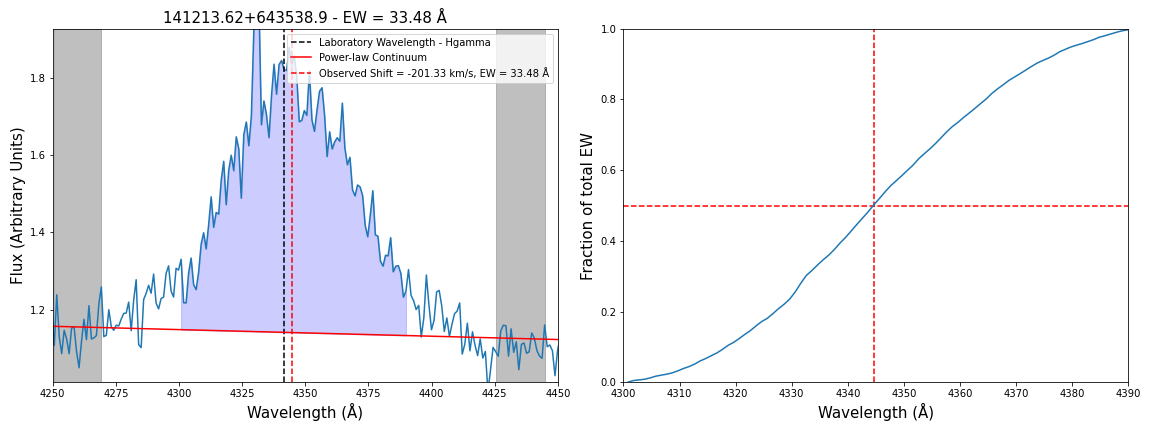 141213.62+643538.9 - EW = 33.48 Å
Laboratory Wavelength - Hgamma
Power-law Continuum
Observed Shift = -201.33 km/s, EW = 33.48 Å
Flux (Arbitrary Units)
1.8
1.6
1.4
1.2
4250 4275 4300 4325 4350 4375 4400 4425 4450
Wavelength (Å)
Fraction of total EW
1.0
0.8
0.6
0.4
0.2
0.0
4300 4310 4320 4330 4340 4350 4360 4370 4380 4390
Wavelength (Å)